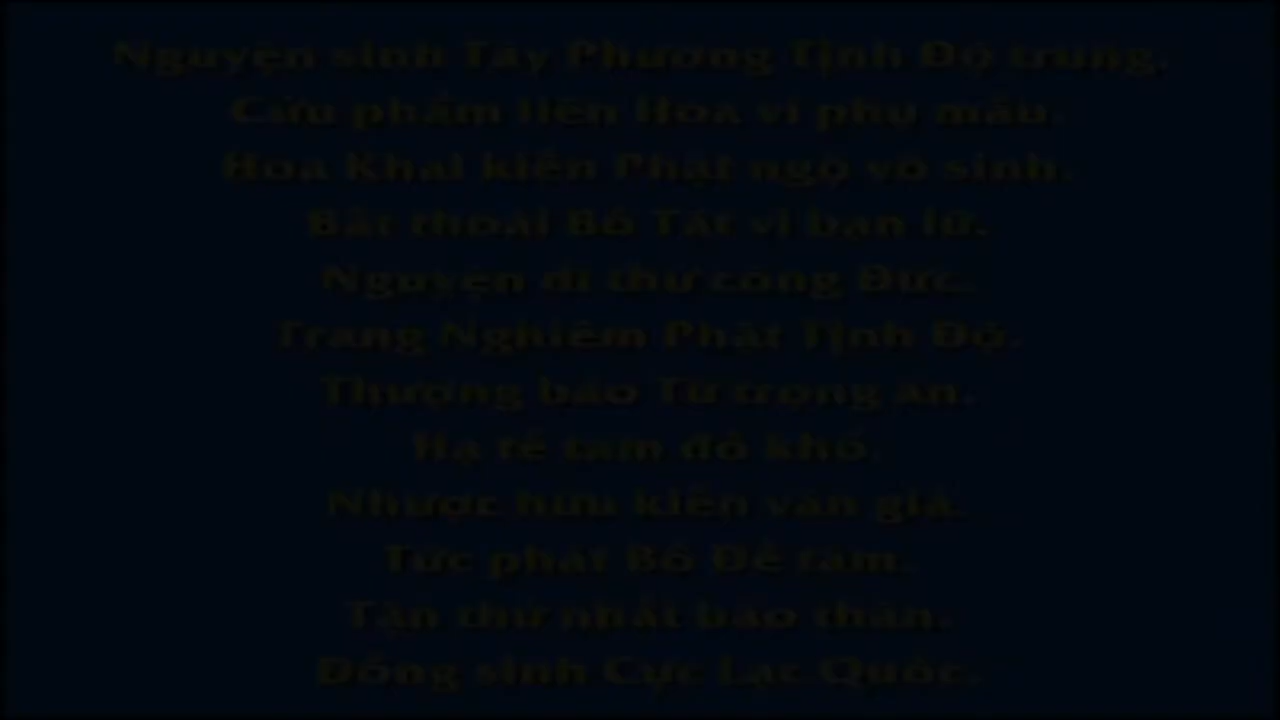 Nguyện sinh Tây Phương Tịnh Độ trung.
Cửu phẩm liên Hoa vi phụ mẫu.
Hoa Khai kiến Phật ngộ vô sinh.
Bất thoái Bồ Tát vi bạn lữ.
Nguyện dĩ thử công Đức.
Trang Nghiêm Phật Tịnh Độ.
Thượng báo Tứ trọng ân.
Hạ tế tam đồ khổ.
Nhược hữu kiến văn giả.
Tức phát Bồ Đề tâm.
Tận thử nhất báo thân.
Đồng sinh Cực Lạc Quốc.